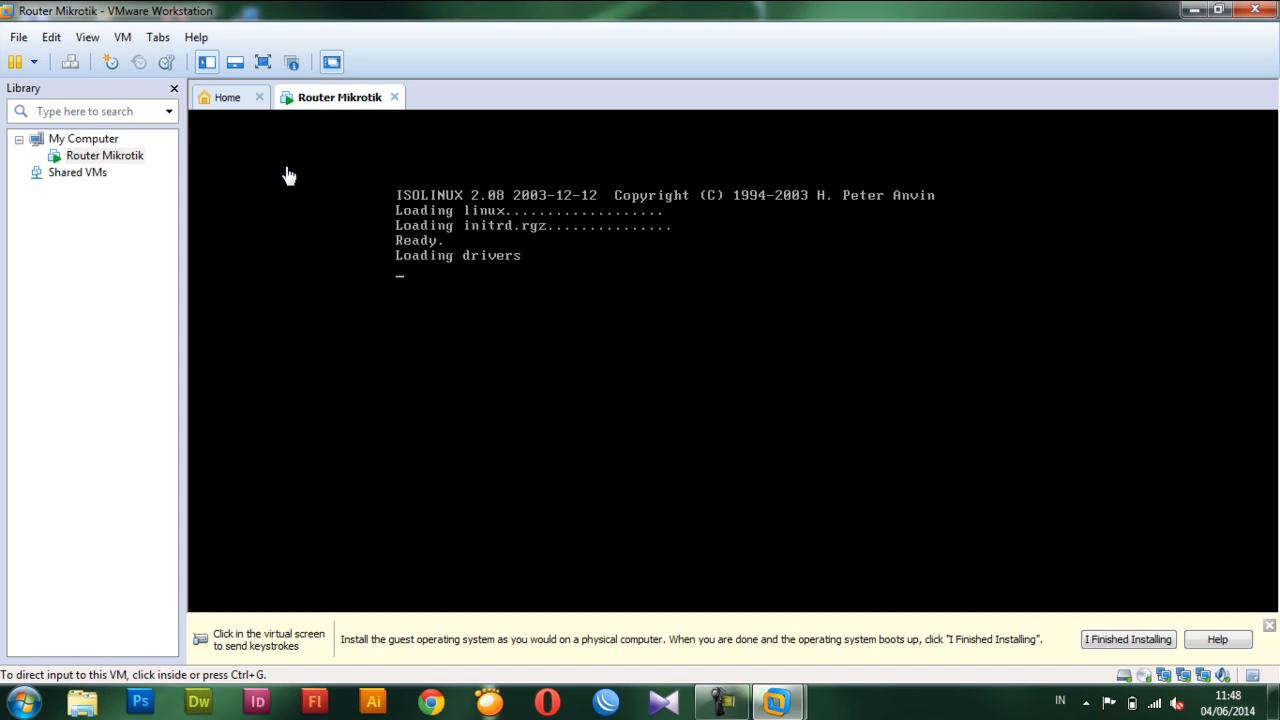 Router Mikrotik - VMware Workstation
File Edit View VM Tabs Help
Library
Type here to search
My Computer
Router Mikrotik
Shared VMs
Home Router Mikrotik
ISOLINUX 2.08 2003-12-12 Copyright (C) 1994-2003 H. Peter Anvin
Loading linux...................
Loading initrd.rgz...............
Ready.
Loading drivers
_
Click in the virtual screen
to send keystrokes
Install the guest operating system as you would on a physical computer. When you are done and the operating system boots up, click "I Finished Installing".
I Finished Installing
Help
To direct input to this VM, click inside or press Ctrl+G.
Ps Dw Id Fl Ai
IN
11:48
04/06/2014